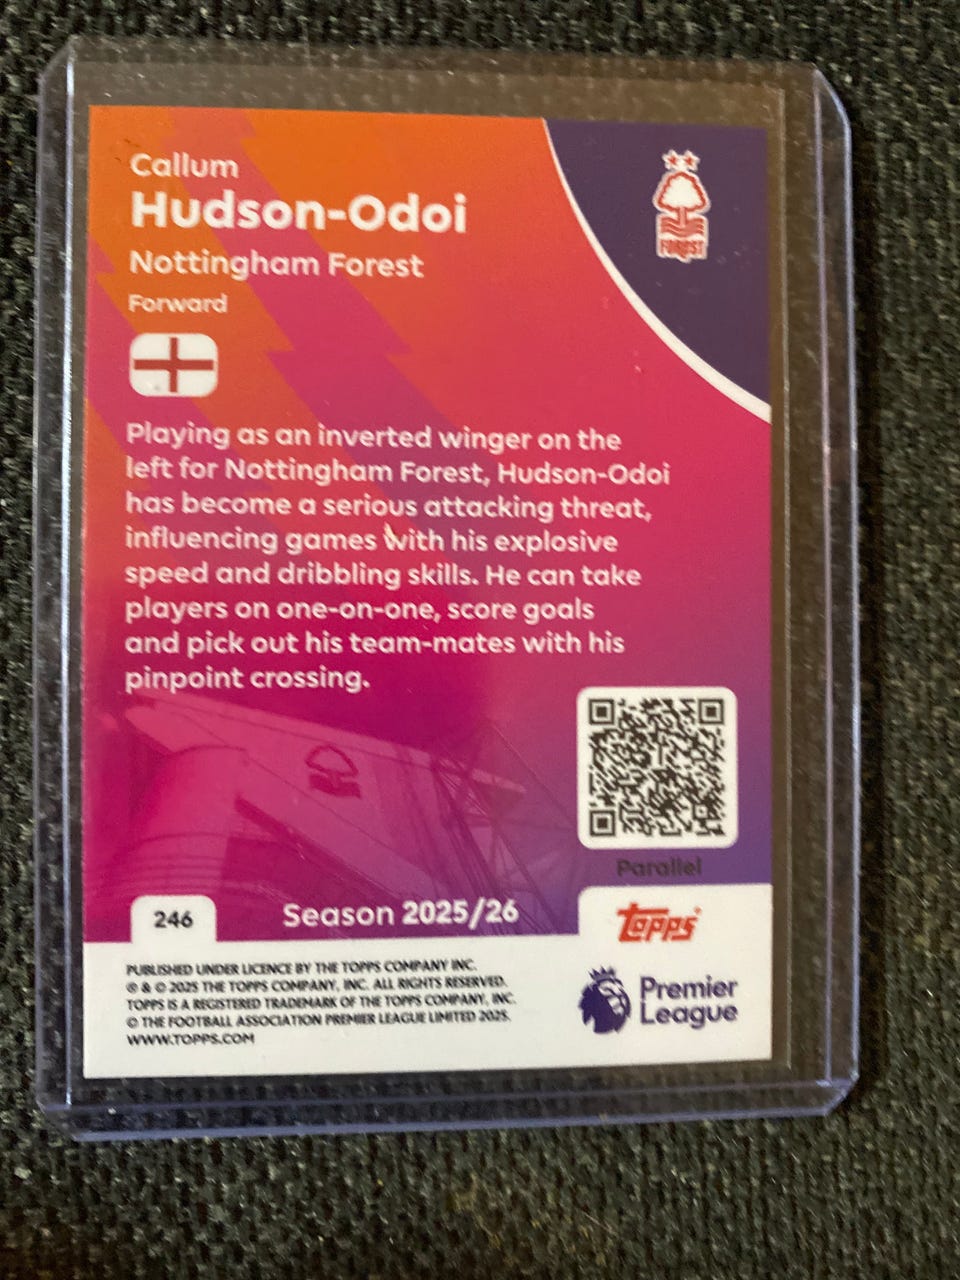 Callum
Hudson-Odoi
Nottingham Forest
Forward
FOREST
Playing as an inverted winger on the
left for Nottingham Forest, Hudson-Odoi
has become a serious attacking threat,
influencing games with his explosive
speed and dribbling skills. He can take
players on one-on-one, score goals
and pick out his team-mates with his
pinpoint crossing.
Parallel
246
Season 2025/26
topps
PUBLISHED UNDER LICENCE BY THE TOPPS COMPANY INC.
® & © 2025 THE TOPPS COMPANY, INC. ALL RIGHTS RESERVED.
TOPPS IS A REGISTERED TRADEMARK OF THE TOPPS COMPANY, INC.
© THE FOOTBALL ASSOCIATION PREMIER LEAGUE LIMITED 2025.
WWW.TOPPS.COM
Premier
League